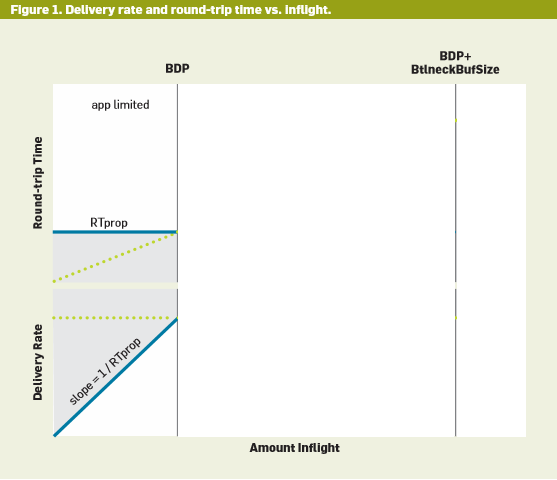 Figure 1. Delivery rate and round-trip time vs. inflight.
BDP
BDP+
BtlneckBufSize
app limited
Round-trip Time
RTprop
Delivery Rate
slope = 1 / RTprop
Amount Inflight